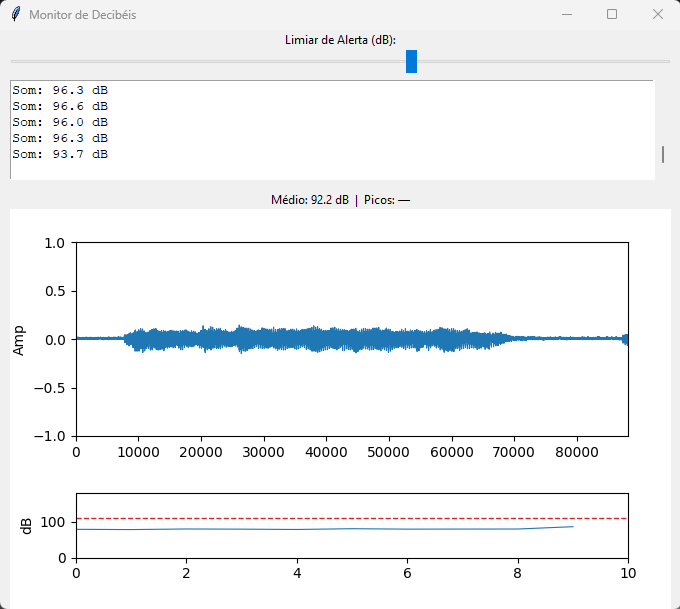 Monitor de Decibéis
Limiar de Alerta (dB):
Som: 96.3 dB
Som: 96.6 dB
Som: 96.0 dB
Som: 96.3 dB
Som: 93.7 dB
Médio: 92.2 dB | Picos: —
1.0
0.5
0.0
−0.5
−1.0
Amp
0 10000 20000 30000 40000 50000 60000 70000 80000
100
0
dB
0 2 4 6 8 10